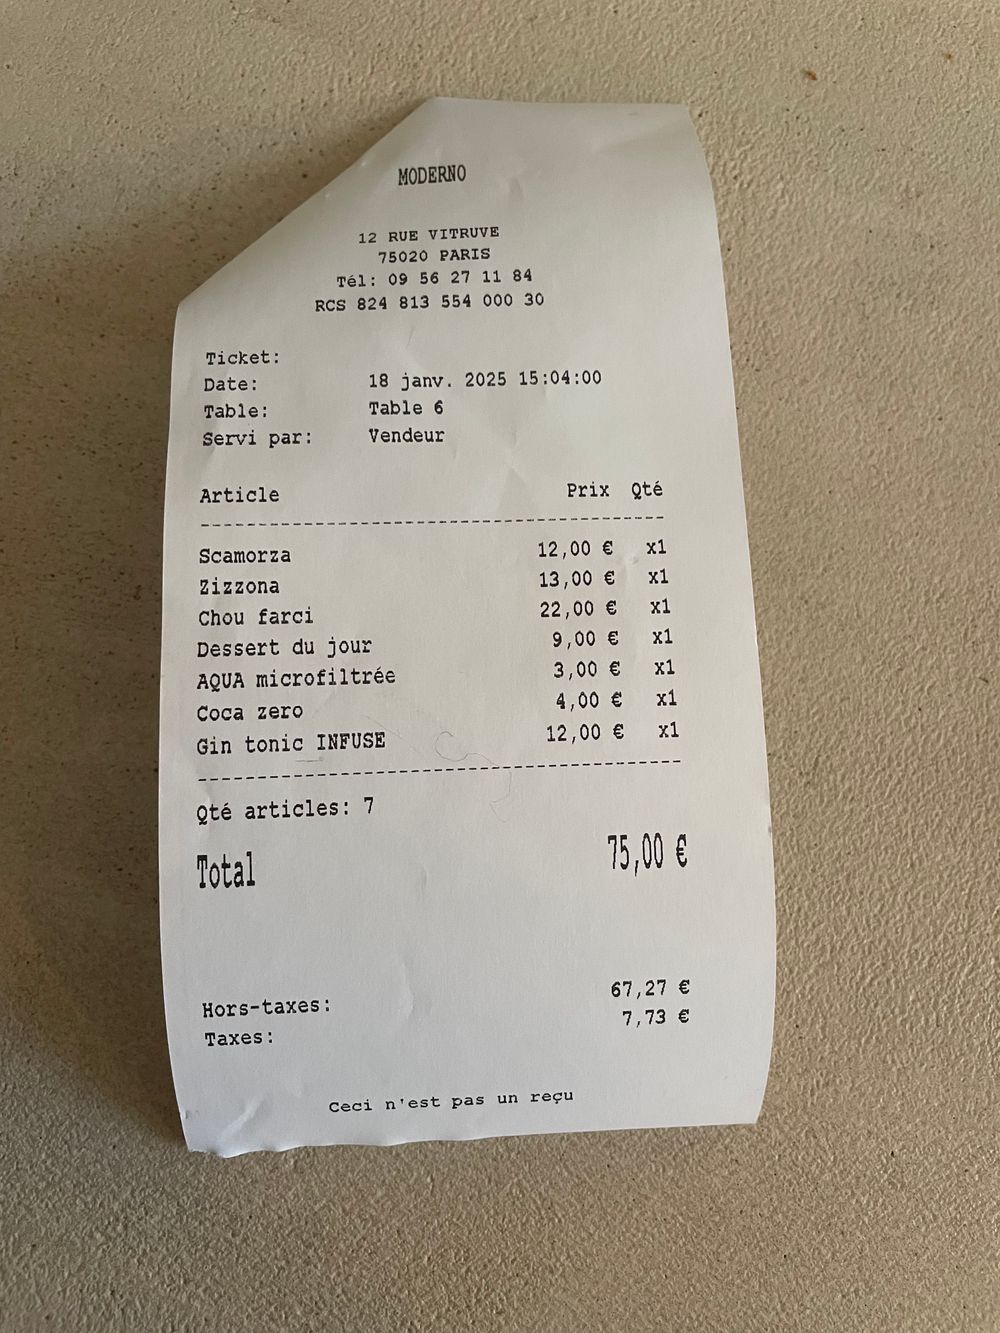 MODERNO
12 RUE VITRUVE
75020 PARIS
Tél: 09 56 27 11 84
RCS 824 813 554 000 30
Ticket:
Date: 18 janv. 2025 15:04:00
Table: Table 6
Servi par: Vendeur
Article Prix Qté
Scamorza 12,00 € x1
Zizzona 13,00 € x1
Chou farci 22,00 € x1
Dessert du jour 9,00 € x1
AQUA microfiltrée 3,00 € x1
Coca zero 4,00 € x1
Gin tonic INFUSE 12,00 € x1
Qté articles: 7
Total 75,00 €
Hors-taxes: 67,27 €
Taxes: 7,73 €
Ceci n'est pas un reçu